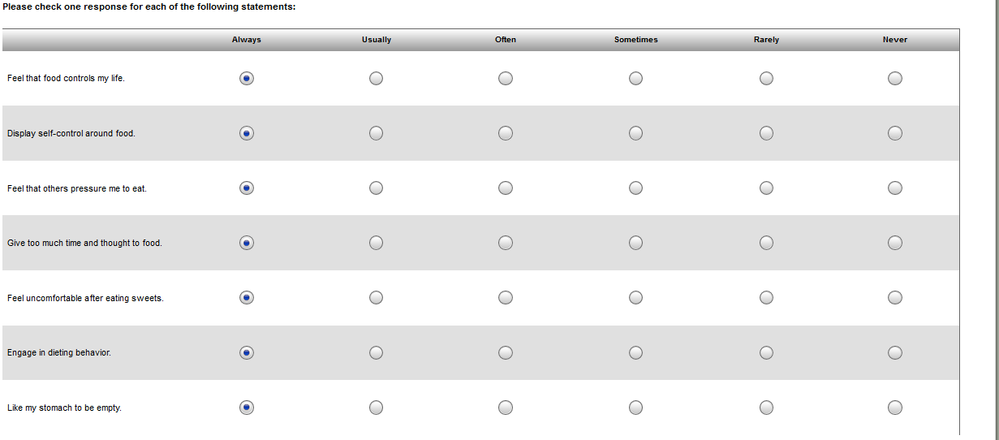 Please check one response for each of the following statements:
Always Usually Often Sometimes Rarely Never
Feel that food controls my life.
Display self-control around food.
Feel that others pressure me to eat.
Give too much time and thought to food.
Feel uncomfortable after eating sweets.
Engage in dieting behavior.
Like my stomach to be empty.